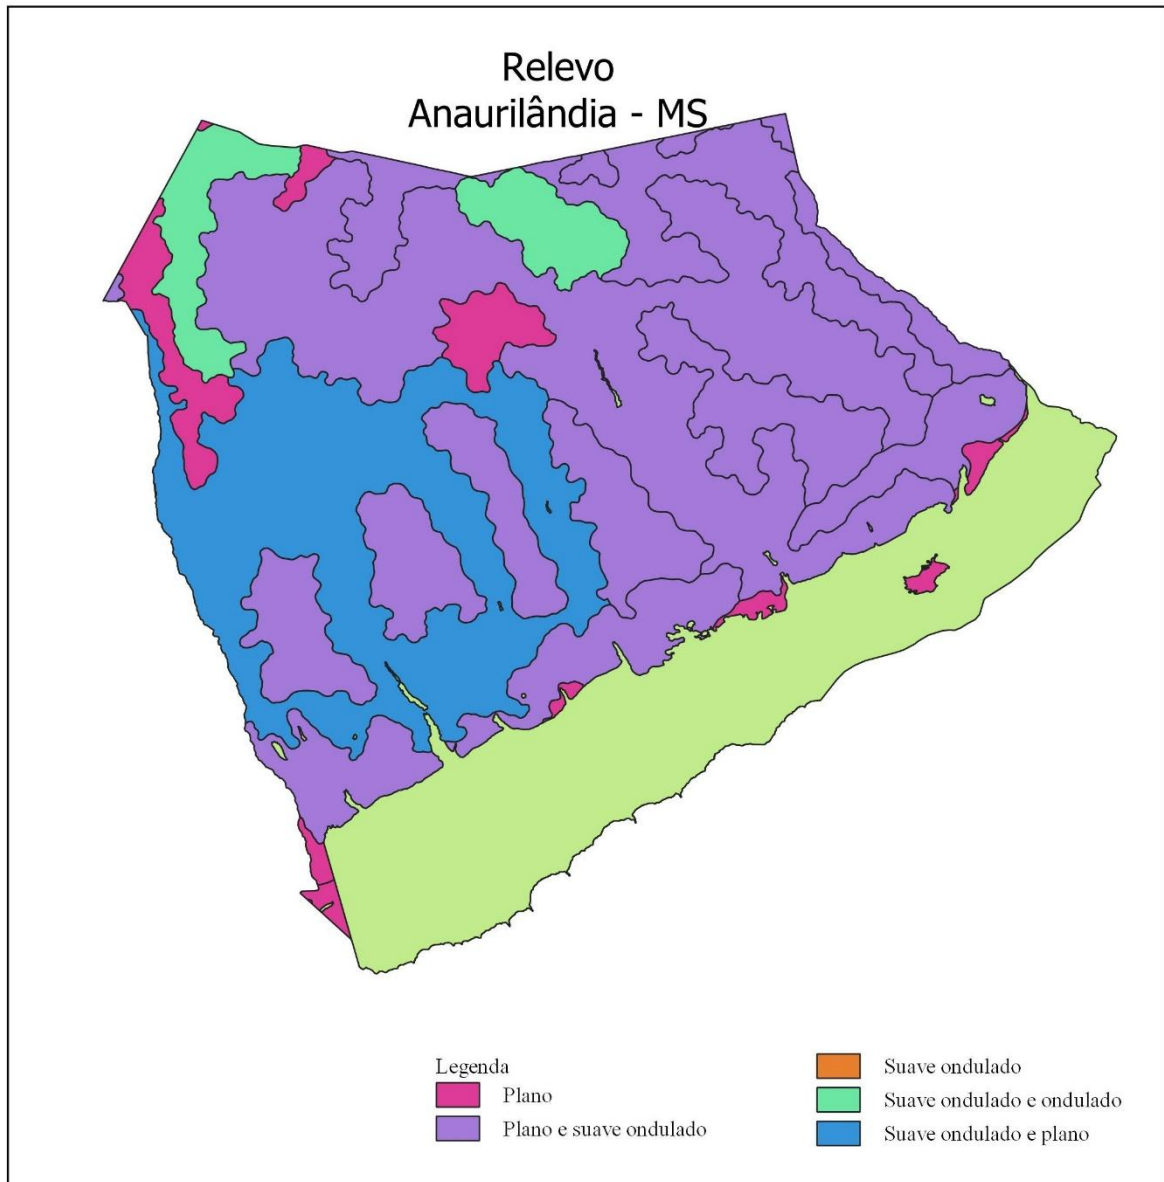 Relevo
Anaurilândia - MS
Legenda
Plano
Plano e suave ondulado
Suave ondulado
Suave ondulado e ondulado
Suave ondulado e plano